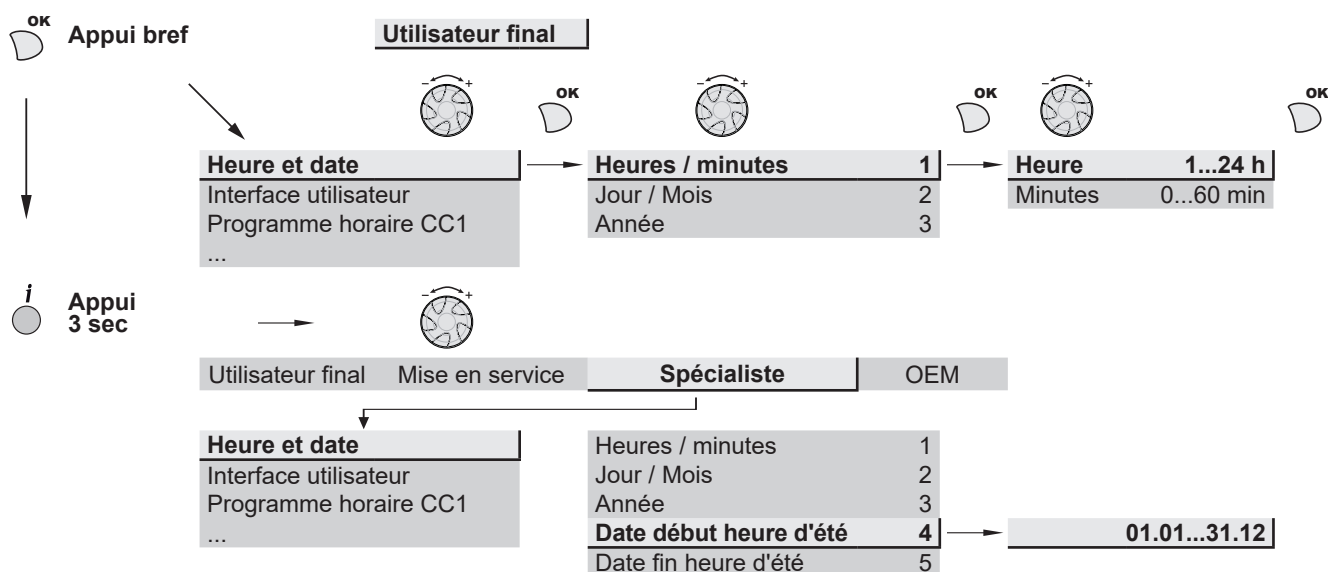 OK
Appui bref
Utilisateur final
- +
OK
- +
OK
- +
OK
Heure et date
Interface utilisateur
Programme horaire CC1
...
Heures / minutes 1
Jour / Mois 2
Année 3
Heure 1...24 h
Minutes 0...60 min
i
Appui
3 sec
- +
Utilisateur final Mise en service Spécialiste OEM
Heure et date
Interface utilisateur
Programme horaire CC1
...
Heures / minutes 1
Jour / Mois 2
Année 3
Date début heure d'été 4
Date fin heure d'été 5
01.01...31.12